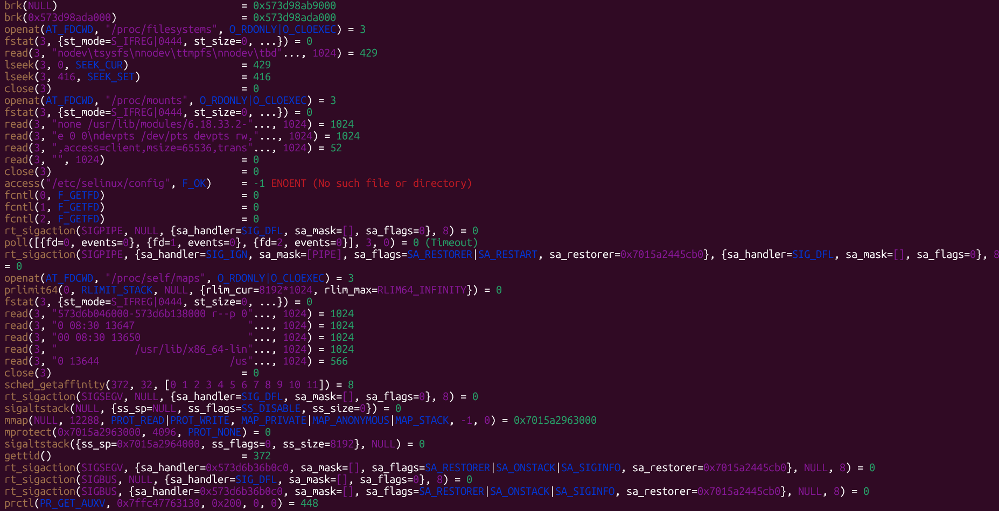 brk(NULL)                               = 0x573d98ab9000
brk(0x573d98ada000)                     = 0x573d98ada000
openat(AT_FDCWD, "/proc/filesystems", O_RDONLY|O_CLOEXEC) = 3
fstat(3, {st_mode=S_IFREG|0444, st_size=0, ...}) = 0
read(3, "nodev\tsysfs\nnodev\ttmpfs\nnodev\tbd"..., 1024) = 429
lseek(3, 0, SEEK_CUR)                   = 429
lseek(3, 416, SEEK_SET)                 = 416
close(3)                                = 0
openat(AT_FDCWD, "/proc/mounts", O_RDONLY|O_CLOEXEC) = 3
fstat(3, {st_mode=S_IFREG|0444, st_size=0, ...}) = 0
read(3, "none /usr/lib/modules/6.18.33.2-"..., 1024) = 1024
read(3, "e 0 0\ndevpts /dev/pts devpts rw,"..., 1024) = 1024
read(3, ",access=client,msize=65536,trans"..., 1024) = 52
read(3, "", 1024)                       = 0
close(3)                                = 0
access("/etc/selinux/config", F_OK)     = -1 ENOENT (No such file or directory)
fcntl(0, F_GETFD)                       = 0
fcntl(1, F_GETFD)                       = 0
fcntl(2, F_GETFD)                       = 0
rt_sigaction(SIGPIPE, NULL, {sa_handler=SIG_DFL, sa_mask=[], sa_flags=0}, 8) = 0
poll([{fd=0, events=0}, {fd=1, events=0}, {fd=2, events=0}], 3, 0) = 0 (Timeout)
rt_sigaction(SIGPIPE, {sa_handler=SIG_IGN, sa_mask=[PIPE], sa_flags=SA_RESTORER|SA_RESTART, sa_restorer=0x7015a2445cb0}, {sa_handler=SIG_DFL, sa_mask=[], sa_flags=0}, 8
= 0
openat(AT_FDCWD, "/proc/self/maps", O_RDONLY|O_CLOEXEC) = 3
prlimit64(0, RLIMIT_STACK, NULL, {rlim_cur=8192*1024, rlim_max=RLIM64_INFINITY}) = 0
fstat(3, {st_mode=S_IFREG|0444, st_size=0, ...}) = 0
read(3, "573d6b046000-573d6b138000 r--p 0"..., 1024) = 1024
read(3, "0 08:30 13647                   "..., 1024) = 1024
read(3, "00 08:30 13650                  "..., 1024) = 1024
read(3, "             /usr/lib/x86_64-lin"..., 1024) = 1024
read(3, "0 13644                      /us"..., 1024) = 566
close(3)                                = 0
sched_getaffinity(372, 32, [0 1 2 3 4 5 6 7 8 9 10 11]) = 8
rt_sigaction(SIGSEGV, NULL, {sa_handler=SIG_DFL, sa_mask=[], sa_flags=0}, 8) = 0
sigaltstack(NULL, {ss_sp=NULL, ss_flags=SS_DISABLE, ss_size=0}) = 0
mmap(NULL, 12288, PROT_READ|PROT_WRITE, MAP_PRIVATE|MAP_ANONYMOUS|MAP_STACK, -1, 0) = 0x7015a2963000
mprotect(0x7015a2963000, 4096, PROT_NONE) = 0
sigaltstack({ss_sp=0x7015a2964000, ss_flags=0, ss_size=8192}, NULL) = 0
gettid()                                = 372
rt_sigaction(SIGSEGV, {sa_handler=0x573d6b36b0c0, sa_mask=[], sa_flags=SA_RESTORER|SA_ONSTACK|SA_SIGINFO, sa_restorer=0x7015a2445cb0}, NULL, 8) = 0
rt_sigaction(SIGBUS, NULL, {sa_handler=SIG_DFL, sa_mask=[], sa_flags=0}, 8) = 0
rt_sigaction(SIGBUS, {sa_handler=0x573d6b36b0c0, sa_mask=[], sa_flags=SA_RESTORER|SA_ONSTACK|SA_SIGINFO, sa_restorer=0x7015a2445cb0}, NULL, 8) = 0
prctl(PR_GET_AUXV, 0x7ffc47763130, 0x200, 0, 0) = 448